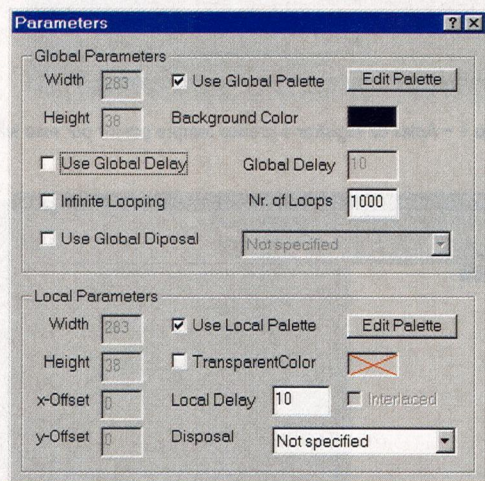 Parameters
Global Parameters
Width 283 Use Global Palette Edit Palette
Height 38 Background Color
Use Global Delay Global Delay 10
Infinite Looping Nr. of Loops 1000
Use Global Diposal Not specified
Local Parameters
Width 283 Use Local Palette Edit Palette
Height 38 TransparentColor
x-Offset 0 Local Delay 10 Interlaced
y-Offset 0 Disposal Not specified